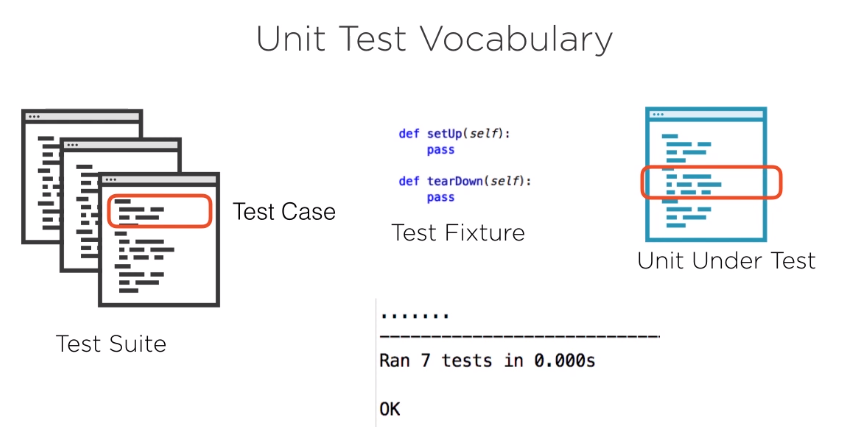 Unit Test Vocabulary
Test Case
Test Suite
def setUp(self):
    pass
def tearDown(self):
    pass
Test Fixture
Unit Under Test
.......
Ran 7 tests in 0.000s
OK